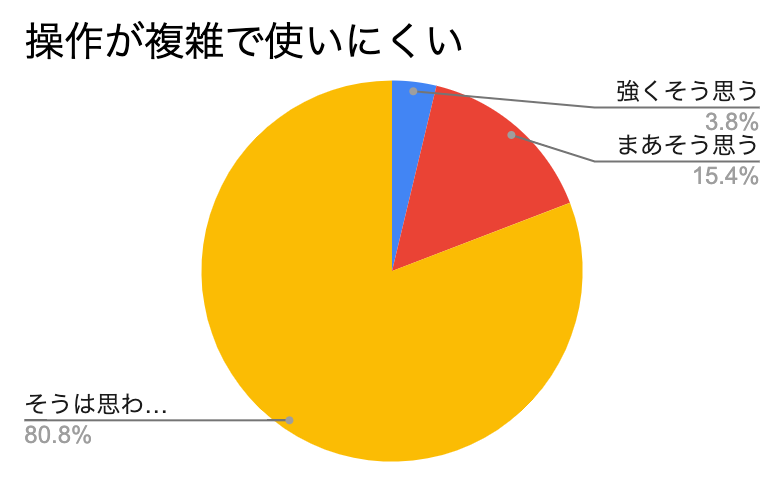 操作が複雑で使いにくい
強くそう思う
3.8%
まあそう思う
15.4%
そうは思わ…
80.8%